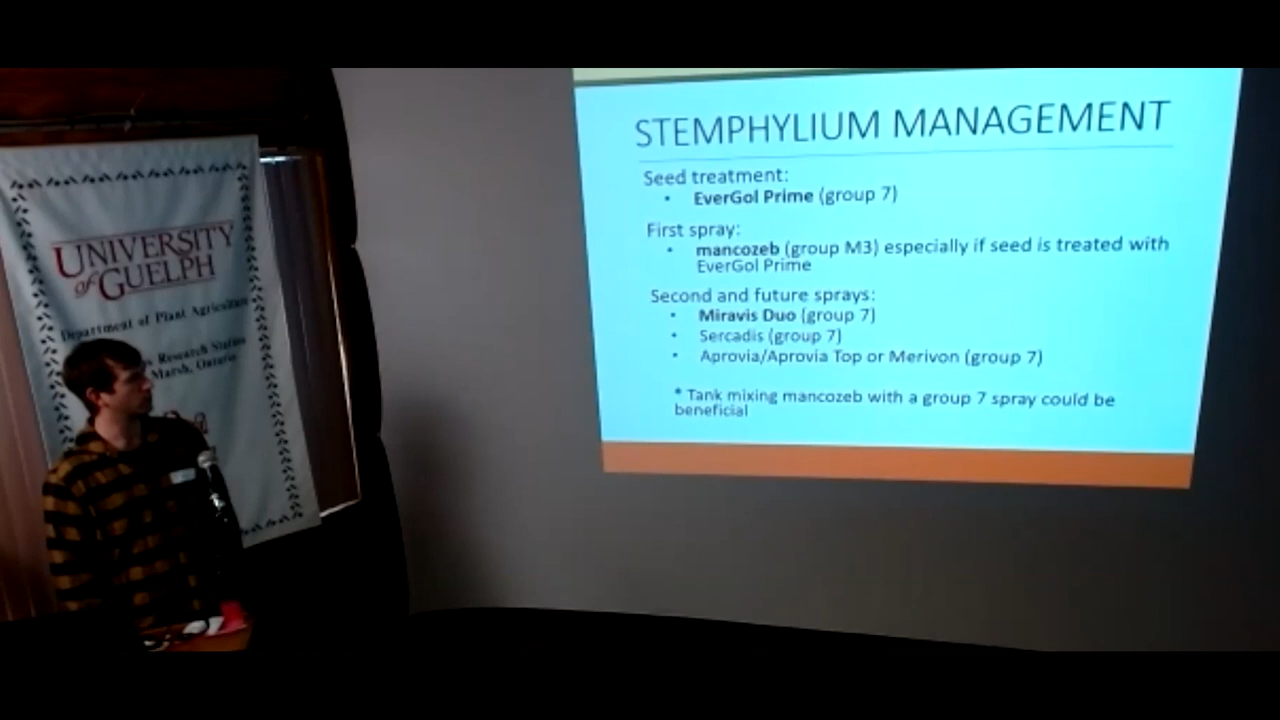 UNIVERSITY
of GUELPH
Department of Plant Agriculture
Research Station
Marsh, Ontario
STEMPHYLIUM MANAGEMENT
Seed treatment:
• EverGol Prime (group 7)
First spray:
• mancozeb (group M3) especially if seed is treated with
EverGol Prime
Second and future sprays:
• Miravis Duo (group 7)
• Sercadis (group 7)
• Aprovia/Aprovia Top or Merivon (group 7)
* Tank mixing mancozeb with a group 7 spray could be
beneficial